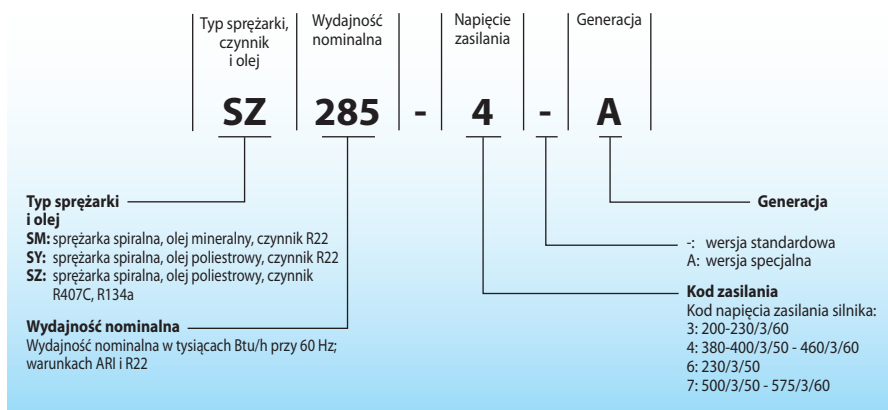 Typ sprężarki,
czynnik
i olej
Wydajność
nominalna
Napięcie
zasilania
Generacja
SZ 285 - 4 - A
Typ sprężarki
i olej
SM: sprężarka spiralna, olej mineralny, czynnik R22
SY: sprężarka spiralna, olej poliestrowy, czynnik R22
SZ: sprężarka spiralna, olej poliestrowy, czynnik
R407C, R134a
Wydajność nominalna
Wydajność nominalna w tysiącach Btu/h przy 60 Hz;
warunkach ARI i R22
Generacja
-: wersja standardowa
A: wersja specjalna
Kod zasilania
Kod napięcia zasilania silnika:
3: 200-230/3/60
4: 380-400/3/50 - 460/3/60
6: 230/3/50
7: 500/3/50 - 575/3/60